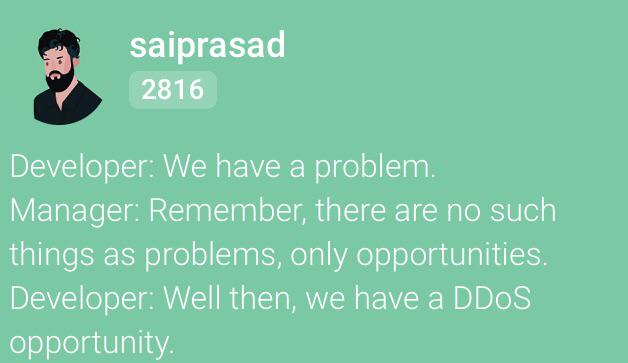 saiprasad
2816
Developer: We have a problem.
Manager: Remember, there are no such
things as problems, only opportunities.
Developer: Well then, we have a DDoS
opportunity.